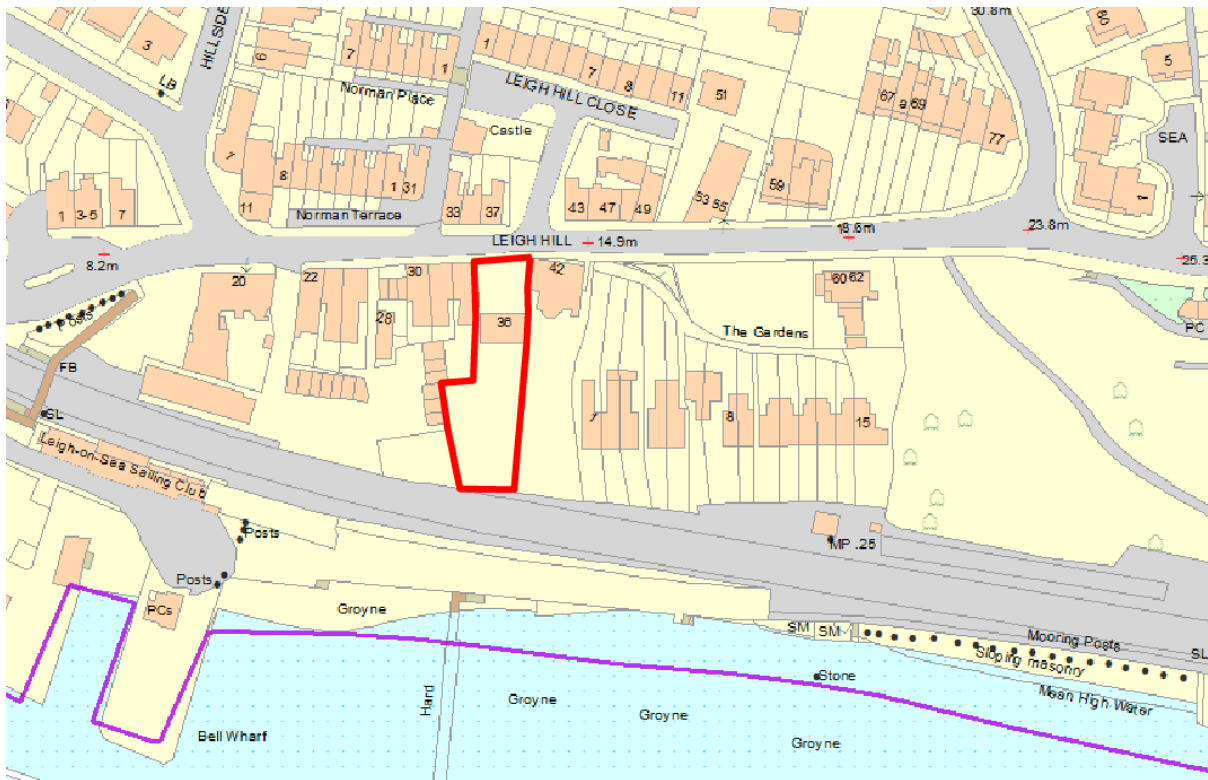 30.8m
60
3
HILLSIDE
6
7
1
1
7
8
11
51
5
LB
Norman Place
LEIGH HILL CLOSE
67
a
69
77
Castle
SEA
7
8
1
31
59
53
55
1
1
3-5
7
11
Norman Terrace
33
37
43
47
49
LEIGH HILL
14.9m
18.6m
23.8m
8.2m
25.3
20
22
30
42
60
62
Posts
28
36
The Gardens
PC
FB
SL
7
8
15
Leigh-on-Sea Sailing Club
Posts
MP .25
Posts
PCs
Groyne
SM
SM
Mooring Posts
SL
Sloping masonry
Stone
Mean High Water
Hard
Groyne
Groyne
Bell Wharf
Groyne